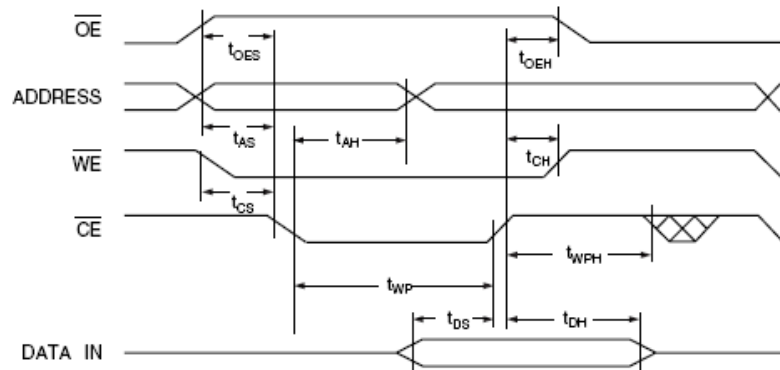 OE
tOES
tOEH
ADDRESS
tAS
tAH
tCH
WE
tCS
CE
tWPH
tWP
tDS
tDH
DATA IN